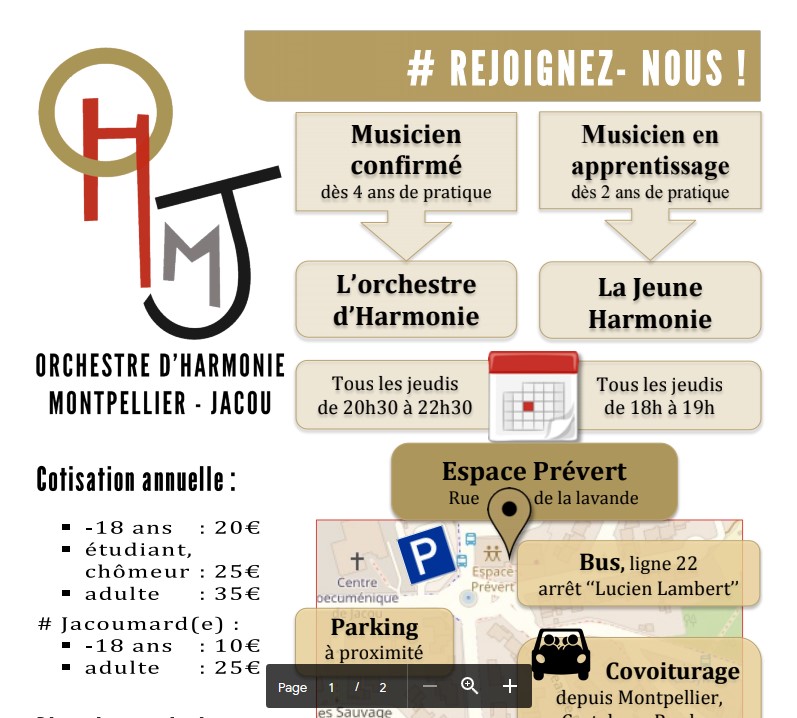 # REJOIGNEZ- NOUS !
OHMJ
ORCHESTRE D'HARMONIE
MONTPELLIER - JACOU
Musicien
confirmé
dès 4 ans de pratique
Musicien en
apprentissage
dès 2 ans de pratique
L'orchestre
d'Harmonie
La Jeune
Harmonie
Tous les jeudis
de 20h30 à 22h30
Tous les jeudis
de 18h à 19h
Cotisation annuelle :
▪ -18 ans : 20€
▪ étudiant,
chômeur : 25€
▪ adulte : 35€
# Jacoumard(e) :
▪ -18 ans : 10€
▪ adulte : 25€
Espace Prévert
Rue de la lavande
P
Centre
oecuménique
de Jacou
Espace
Prévert
Bus, ligne 22
arrêt “Lucien Lambert”
Parking
à proximité
Covoiturage
depuis Montpellier,
es Sauvage
Page 1 / 2